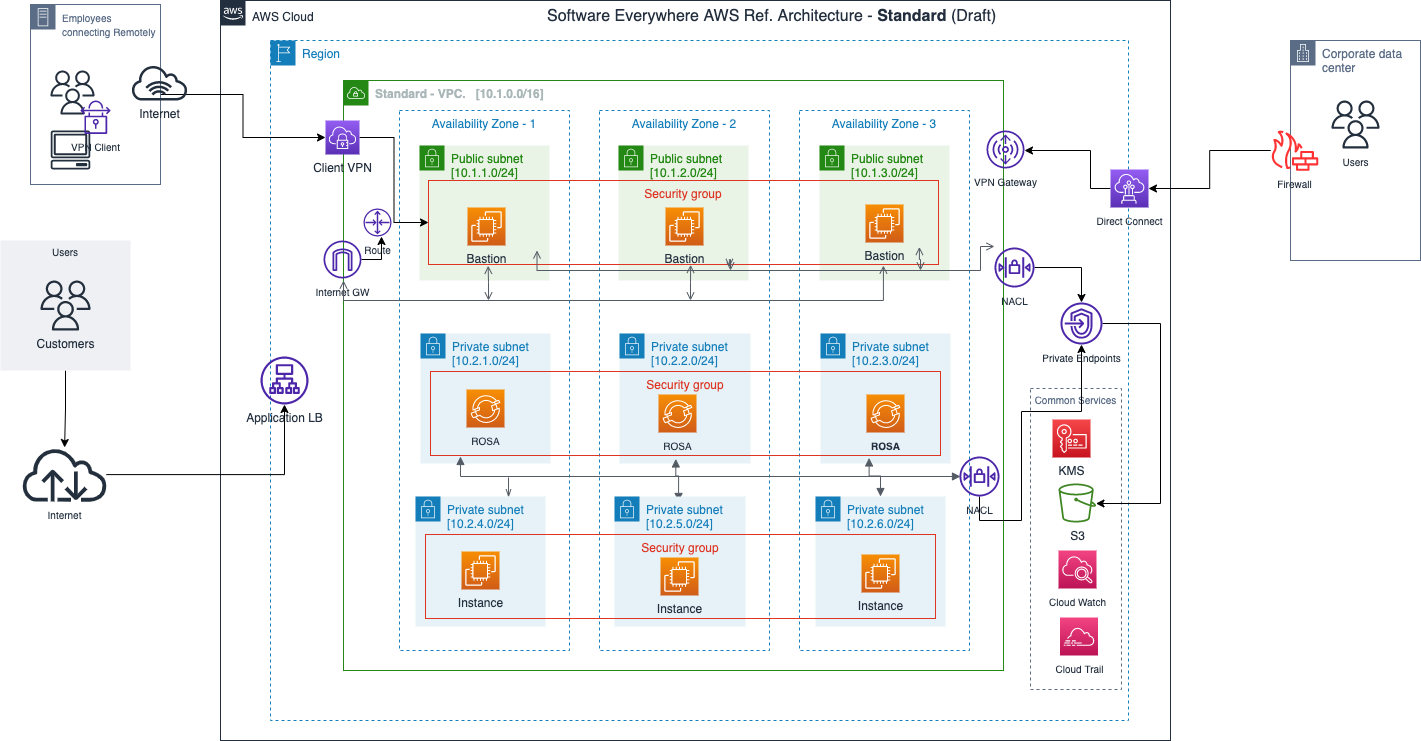 Employees
connecting Remotely
VPN Client
Internet
aws
AWS Cloud
Software Everywhere AWS Ref. Architecture - Standard (Draft)
Region
Standard - VPC. [10.1.0.0/16]
Availability Zone - 1
Availability Zone - 2
Availability Zone - 3
Client VPN
Public subnet
[10.1.1.0/24]
Public subnet
[10.1.2.0/24]
Public subnet
[10.1.3.0/24]
Security group
Bastion
Bastion
Bastion
Route
Internet GW
VPN Gateway
Direct Connect
Firewall
Corporate data
center
Users
NACL
Private Endpoints
Users
Customers
Internet
Application LB
Private subnet
[10.2.1.0/24]
Private subnet
[10.2.2.0/24]
Private subnet
[10.2.3.0/24]
Security group
ROSA
ROSA
ROSA
NACL
Private subnet
[10.2.4.0/24]
Private subnet
[10.2.5.0/24]
Private subnet
[10.2.6.0/24]
Security group
Instance
Instance
Instance
Common Services
KMS
S3
Cloud Watch
Cloud Trail